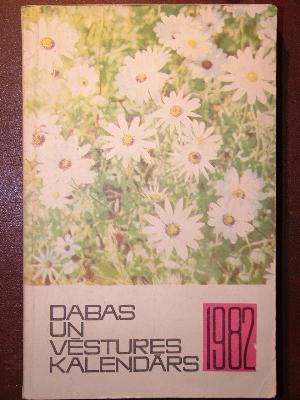 DABAS
UN
VĒSTURES
KALENDĀRS
1982